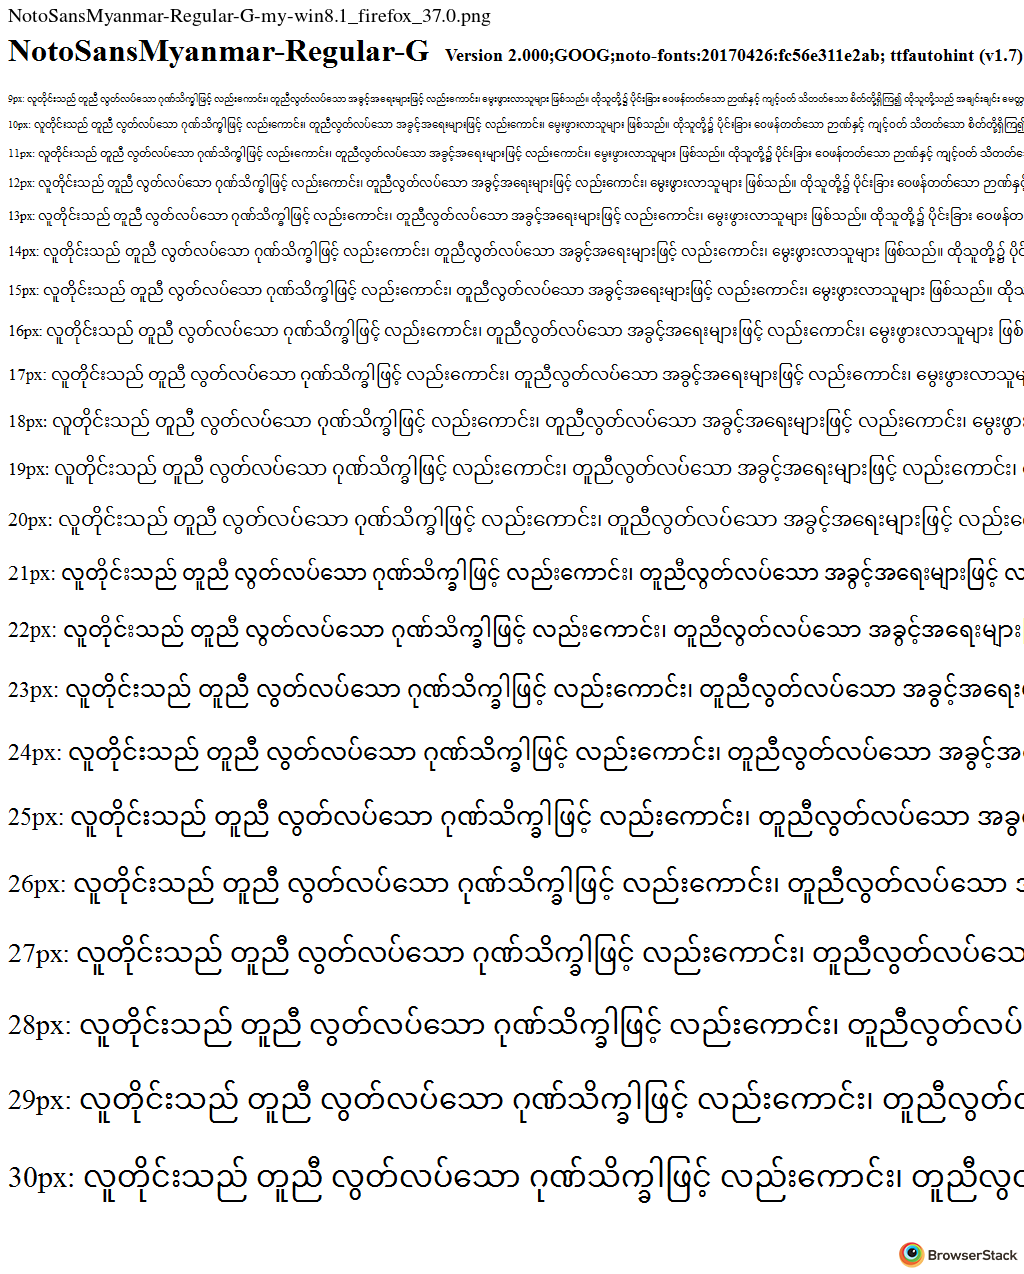 NotoSansMyanmar-Regular-G-my-win8.1_firefox_37.0.png
NotoSansMyanmar-Regular-G Version 2.000;GOOG;noto-fonts:20170426:fc56e311e2ab; ttfautohint (v1.7)
9px: လူတိုင်းသည် တူညီ လွတ်လပ်သော ဂုဏ်သိက္ခါဖြင့် လည်းကောင်း၊ တူညီလွတ်လပ်သော အခွင့်အရေးများဖြင့် လည်းကောင်း၊ မွေးဖွားလာသူများ ဖြစ်သည်။ ထိုသူတို့၌ ပိုင်းခြား ဝေဖန်တတ်သော ဉာဏ်နှင့် ကျင့်ဝတ် သိတတ်သော စိတ်တို့ရှိကြ၍ ထိုသူတို့သည် အချင်းချင်း မေတ္တာ
10px: လူတိုင်းသည် တူညီ လွတ်လပ်သော ဂုဏ်သိက္ခါဖြင့် လည်းကောင်း၊ တူညီလွတ်လပ်သော အခွင့်အရေးများဖြင့် လည်းကောင်း၊ မွေးဖွားလာသူများ ဖြစ်သည်။ ထိုသူတို့၌ ပိုင်းခြား ဝေဖန်တတ်သော ဉာဏ်နှင့် ကျင့်ဝတ် သိတတ်သော စိတ်တို့ရှိကြ၍
11px: လူတိုင်းသည် တူညီ လွတ်လပ်သော ဂုဏ်သိက္ခါဖြင့် လည်းကောင်း၊ တူညီလွတ်လပ်သော အခွင့်အရေးများဖြင့် လည်းကောင်း၊ မွေးဖွားလာသူများ ဖြစ်သည်။ ထိုသူတို့၌ ပိုင်းခြား ဝေဖန်တတ်သော ဉာဏ်နှင့် ကျင့်ဝတ် သိတတ်သေ
12px: လူတိုင်းသည် တူညီ လွတ်လပ်သော ဂုဏ်သိက္ခါဖြင့် လည်းကောင်း၊ တူညီလွတ်လပ်သော အခွင့်အရေးများဖြင့် လည်းကောင်း၊ မွေးဖွားလာသူများ ဖြစ်သည်။ ထိုသူတို့၌ ပိုင်းခြား ဝေဖန်တတ်သော ဉာဏ်နှင့်
13px: လူတိုင်းသည် တူညီ လွတ်လပ်သော ဂုဏ်သိက္ခါဖြင့် လည်းကောင်း၊ တူညီလွတ်လပ်သော အခွင့်အရေးများဖြင့် လည်းကောင်း၊ မွေးဖွားလာသူများ ဖြစ်သည်။ ထိုသူတို့၌ ပိုင်းခြား ဝေဖန်တ
14px: လူတိုင်းသည် တူညီ လွတ်လပ်သော ဂုဏ်သိက္ခါဖြင့် လည်းကောင်း၊ တူညီလွတ်လပ်သော အခွင့်အရေးများဖြင့် လည်းကောင်း၊ မွေးဖွားလာသူများ ဖြစ်သည်။ ထိုသူတို့၌ ပိုင်
15px: လူတိုင်းသည် တူညီ လွတ်လပ်သော ဂုဏ်သိက္ခါဖြင့် လည်းကောင်း၊ တူညီလွတ်လပ်သော အခွင့်အရေးများဖြင့် လည်းကောင်း၊ မွေးဖွားလာသူများ ဖြစ်သည်။ ထိုသ
16px: လူတိုင်းသည် တူညီ လွတ်လပ်သော ဂုဏ်သိက္ခါဖြင့် လည်းကောင်း၊ တူညီလွတ်လပ်သော အခွင့်အရေးများဖြင့် လည်းကောင်း၊ မွေးဖွားလာသူများ ဖြစ်
17px: လူတိုင်းသည် တူညီ လွတ်လပ်သော ဂုဏ်သိက္ခါဖြင့် လည်းကောင်း၊ တူညီလွတ်လပ်သော အခွင့်အရေးများဖြင့် လည်းကောင်း၊ မွေးဖွားလာသူမ
18px: လူတိုင်းသည် တူညီ လွတ်လပ်သော ဂုဏ်သိက္ခါဖြင့် လည်းကောင်း၊ တူညီလွတ်လပ်သော အခွင့်အရေးများဖြင့် လည်းကောင်း၊ မွေးဖွား
19px: လူတိုင်းသည် တူညီ လွတ်လပ်သော ဂုဏ်သိက္ခါဖြင့် လည်းကောင်း၊ တူညီလွတ်လပ်သော အခွင့်အရေးများဖြင့် လည်းကောင်း၊
20px: လူတိုင်းသည် တူညီ လွတ်လပ်သော ဂုဏ်သိက္ခါဖြင့် လည်းကောင်း၊ တူညီလွတ်လပ်သော အခွင့်အရေးများဖြင့် လည်းကေ
21px: လူတိုင်းသည် တူညီ လွတ်လပ်သော ဂုဏ်သိက္ခါဖြင့် လည်းကောင်း၊ တူညီလွတ်လပ်သော အခွင့်အရေးများဖြင့် လ
22px: လူတိုင်းသည် တူညီ လွတ်လပ်သော ဂုဏ်သိက္ခါဖြင့် လည်းကောင်း၊ တူညီလွတ်လပ်သော အခွင့်အရေးများ
23px: လူတိုင်းသည် တူညီ လွတ်လပ်သော ဂုဏ်သိက္ခါဖြင့် လည်းကောင်း၊ တူညီလွတ်လပ်သော အခွင့်အရေး
24px: လူတိုင်းသည် တူညီ လွတ်လပ်သော ဂုဏ်သိက္ခါဖြင့် လည်းကောင်း၊ တူညီလွတ်လပ်သော အခွင့်အ
25px: လူတိုင်းသည် တူညီ လွတ်လပ်သော ဂုဏ်သိက္ခါဖြင့် လည်းကောင်း၊ တူညီလွတ်လပ်သော အခွ
26px: လူတိုင်းသည် တူညီ လွတ်လပ်သော ဂုဏ်သိက္ခါဖြင့် လည်းကောင်း၊ တူညီလွတ်လပ်သော
27px: လူတိုင်းသည် တူညီ လွတ်လပ်သော ဂုဏ်သိက္ခါဖြင့် လည်းကောင်း၊ တူညီလွတ်လပ်သေ
28px: လူတိုင်းသည် တူညီ လွတ်လပ်သော ဂုဏ်သိက္ခါဖြင့် လည်းကောင်း၊ တူညီလွတ်လပ်
29px: လူတိုင်းသည် တူညီ လွတ်လပ်သော ဂုဏ်သိက္ခါဖြင့် လည်းကောင်း၊ တူညီလွတ်လ
30px: လူတိုင်းသည် တူညီ လွတ်လပ်သော ဂုဏ်သိက္ခါဖြင့် လည်းကောင်း၊ တူညီလွတ
BrowserStack